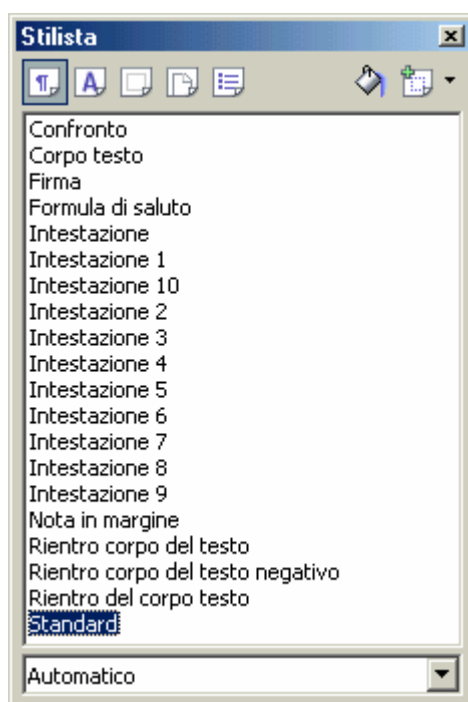 Stilista
Confronto
Corpo testo
Firma
Formula di saluto
Intestazione
Intestazione 1
Intestazione 10
Intestazione 2
Intestazione 3
Intestazione 4
Intestazione 5
Intestazione 6
Intestazione 7
Intestazione 8
Intestazione 9
Nota in margine
Rientro corpo del testo
Rientro corpo del testo negativo
Rientro del corpo testo
Standard
Automatico